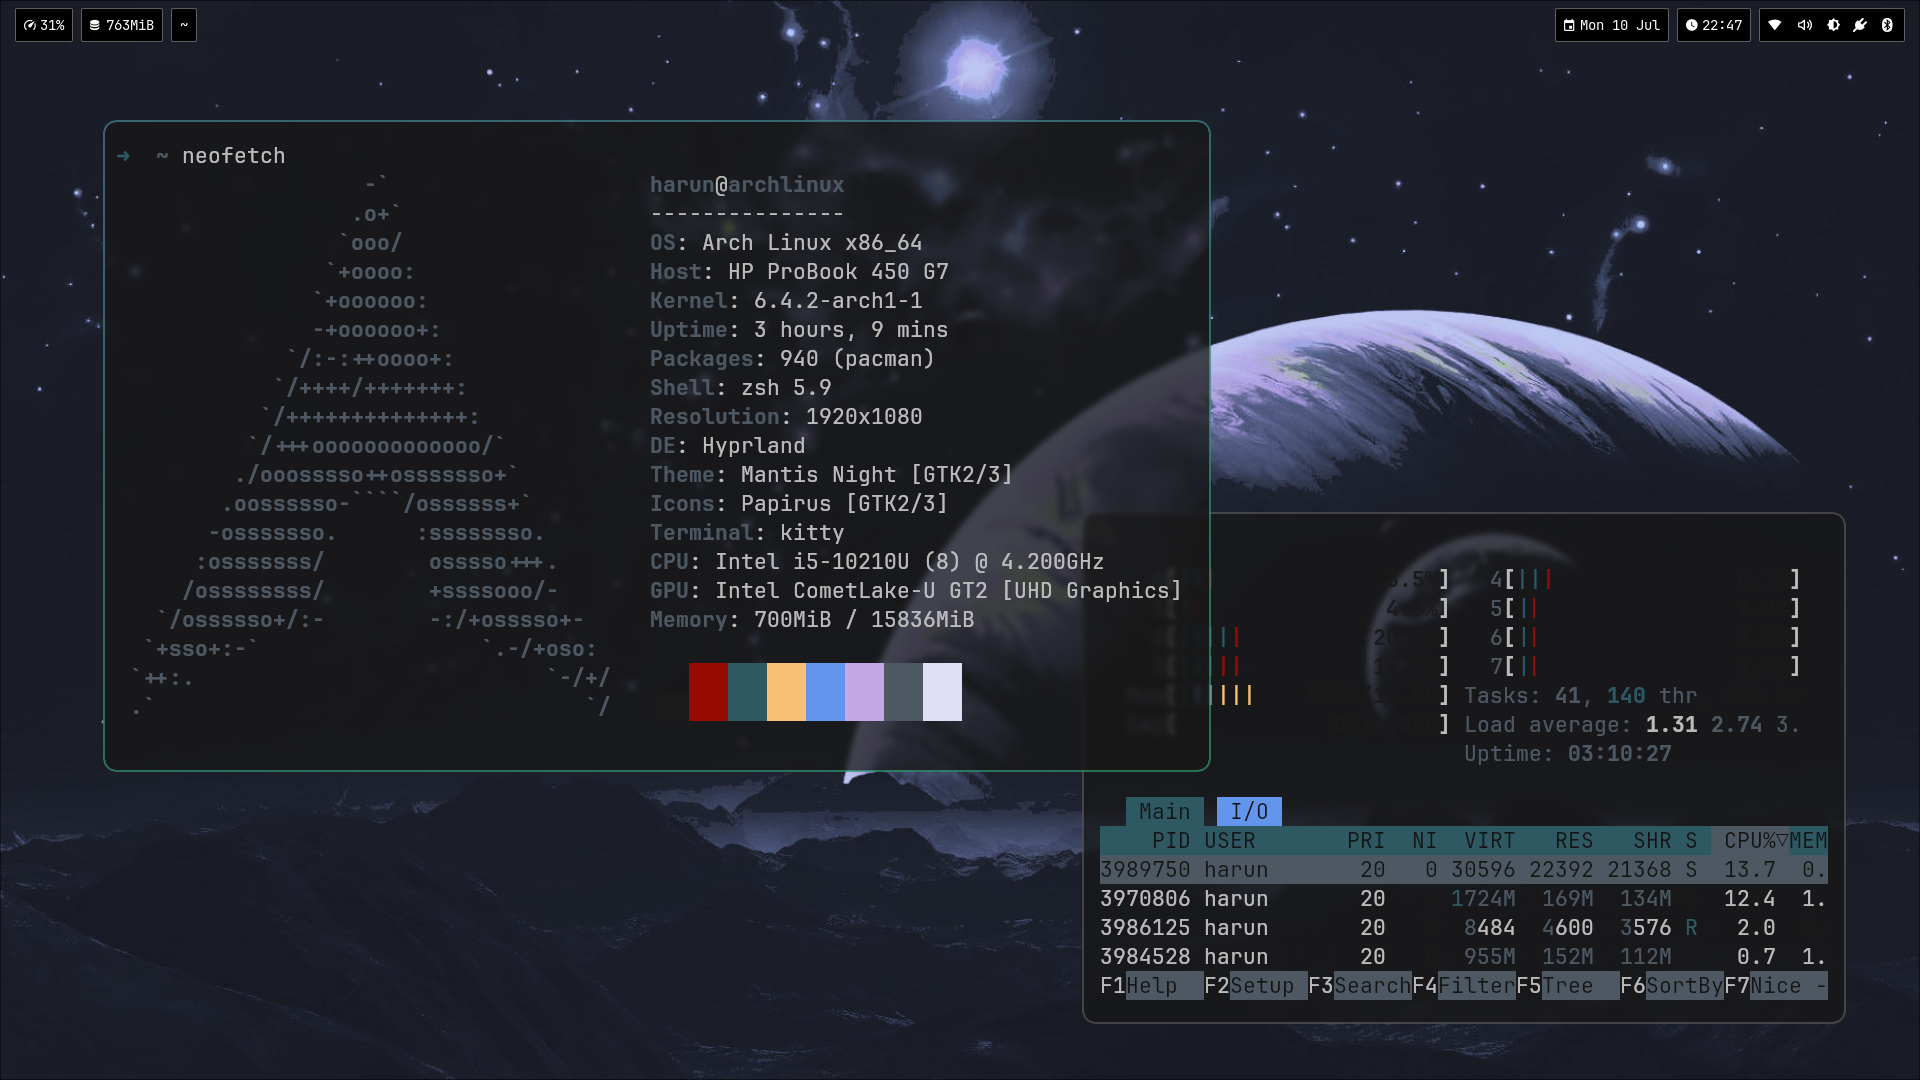 31% 763MiB ~ Mon 10 Jul 22:47
→ ~ neofetch
-`
.o+`
`ooo/
`+oooo:
`+oooooo:
-+oooooo+:
`/:-:++oooo+:
`/++++/+++++++:
`/++++++++++++++:
`/+++ooooooooooooo/`
./ooosssso++osssssso+`
.oossssso-````/ossssss+`
-osssssso. :ssssssso.
:osssssss/ osssso+++.
/ossssssss/ +ssssooo/-
`/ossssso+/:- -:/+osssso+-
`+sso+:-` `.-/+oso:
`++:. `-/+/
.` `/
harun@archlinux
---------------
OS: Arch Linux x86_64
Host: HP ProBook 450 G7
Kernel: 6.4.2-arch1-1
Uptime: 3 hours, 9 mins
Packages: 940 (pacman)
Shell: zsh 5.9
Resolution: 1920x1080
DE: Hyprland
Theme: Mantis Night [GTK2/3]
Icons: Papirus [GTK2/3]
Terminal: kitty
CPU: Intel i5-10210U (8) @ 4.200GHz
GPU: Intel CometLake-U GT2 [UHD Graphics]
Memory: 700MiB / 15836MiB
] 4[||| ]
] 5[|| ]
||] 6[|| ]
||] 7[|| ]
|||] Tasks: 41, 140 thr
] Load average: 1.31 2.74 3.
Uptime: 03:10:27
Main I/O
PID USER PRI NI VIRT RES SHR S CPU%▽MEM
3989750 harun 20 0 30596 22392 21368 S 13.7 0.
3970806 harun 20 1724M 169M 134M 12.4 1.
3986125 harun 20 8484 4600 3576 R 2.0
3984528 harun 20 955M 152M 112M 0.7 1.
F1Help F2Setup F3SearchF4FilterF5Tree F6SortByF7Nice -